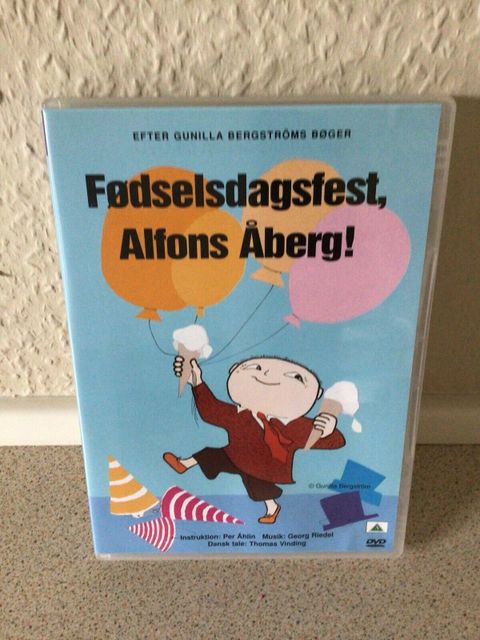 EFTER GUNILLA BERGSTRÖMS BØGER
Fødselsdagsfest,
Alfons Åberg!
© Gunilla Bergström
Instruktion: Per Åhlin Musik: Georg Riedel
Dansk tale: Thomas Vinding
DVD